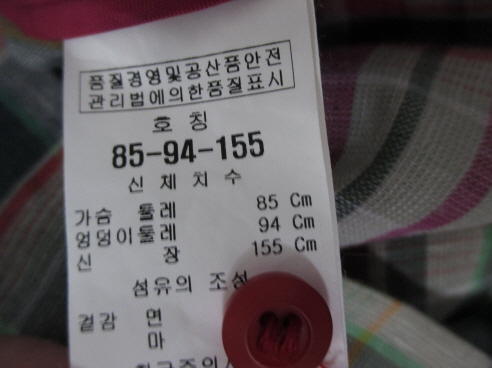 품질경영및공산품안전
관리법에의한품질표시
호 칭
85-94-155
신 체 치 수
가슴 둘레 85 Cm
엉덩이둘레 94 Cm
신 장 155 Cm
섬유의 조성
겉감 면
마